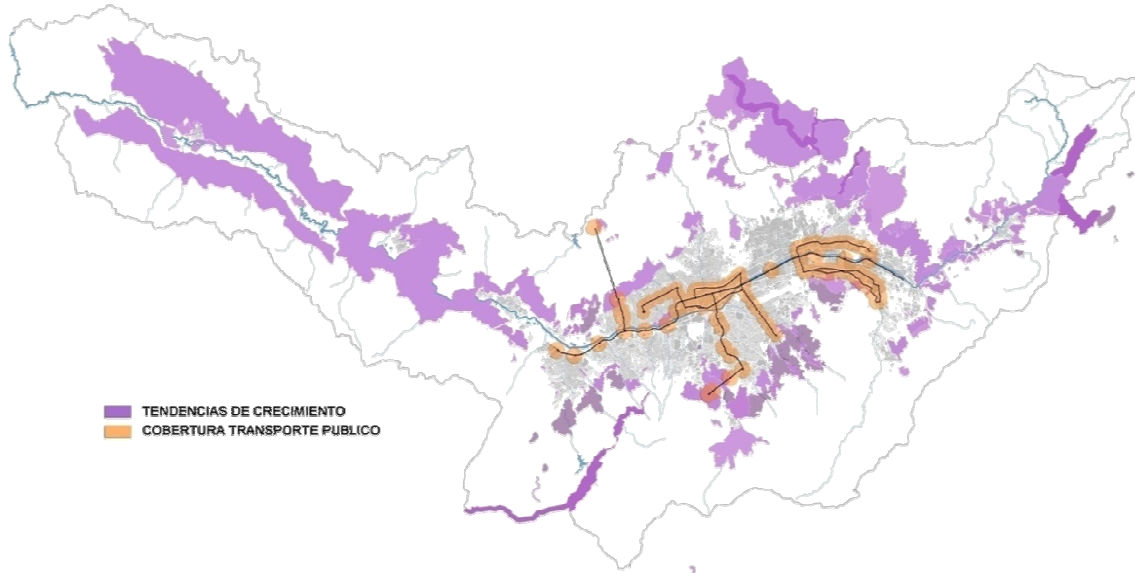 TENDENCIAS DE CRECIMIENTO
COBERTURA TRANSPORTE PUBLICO